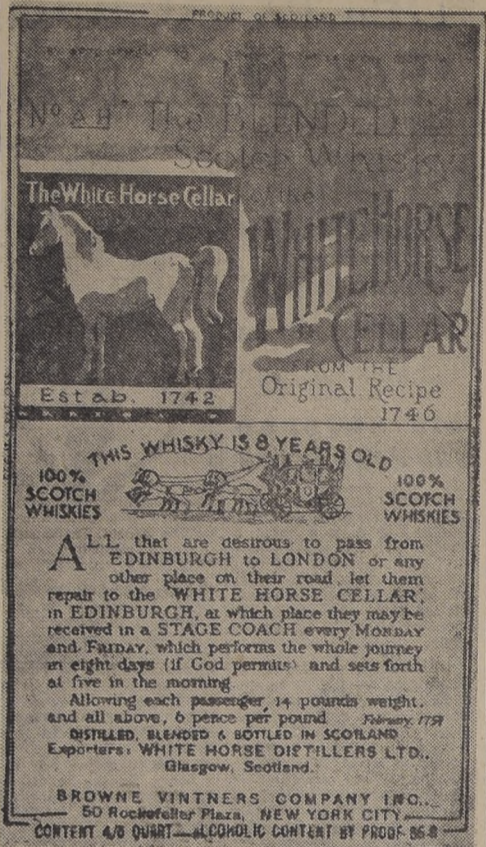 PRODUCT OF SCOTLAND
No The BLENDED
Scotch Whisky
of the
The White Horse Cellar
WHITE HORSE
CELLAR
FROM THE
Original Recipe
1746
Estab. 1742
THIS WHISKY IS 8 YEARS OLD
100%
SCOTCH
WHISKIES
100%
SCOTCH
WHISKIES
ALL that are desirous to pass from
EDINBURGH to LONDON or any
other place on their road, let them
repair to the "WHITE HORSE CELLAR",
in EDINBURGH, at which place they may be
received in a STAGE COACH every MONDAY
and FRIDAY, which performs the whole journey
in eight days (if God permits) and sets forth
at five in the morning
Allowing each passenger, 14 pounds weight,
and all above, 6 pence per pound February, 1754
DISTILLED, BLENDED & BOTTLED IN SCOTLAND
Exporters: WHITE HORSE DISTILLERS LTD.,
Glasgow, Scotland.
BROWNE VINTNERS COMPANY INC.,
50 Rockefeller Plaza, NEW YORK CITY
CONTENT 4/5 QUART—ALCOHOLIC CONTENT BY PROOF 86·8